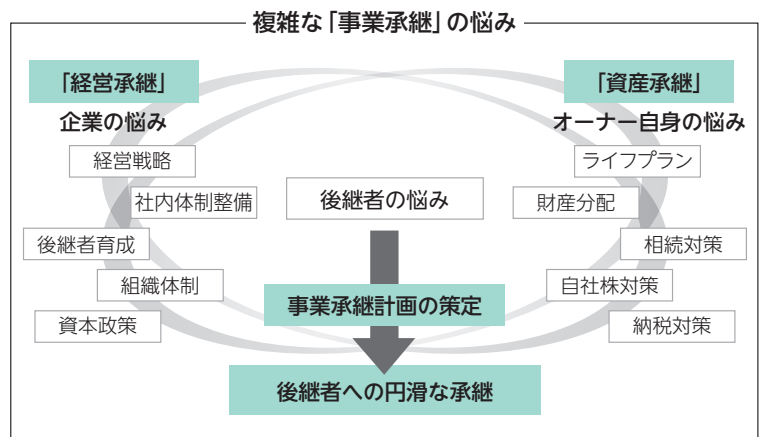 複雑な「事業承継」の悩み
「経営承継」
企業の悩み
経営戦略
社内体制整備
後継者育成
組織体制
資本政策
後継者の悩み
事業承継計画の策定
後継者への円滑な承継
「資産承継」
オーナー自身の悩み
ライフプラン
財産分配
相続対策
自社株対策
納税対策